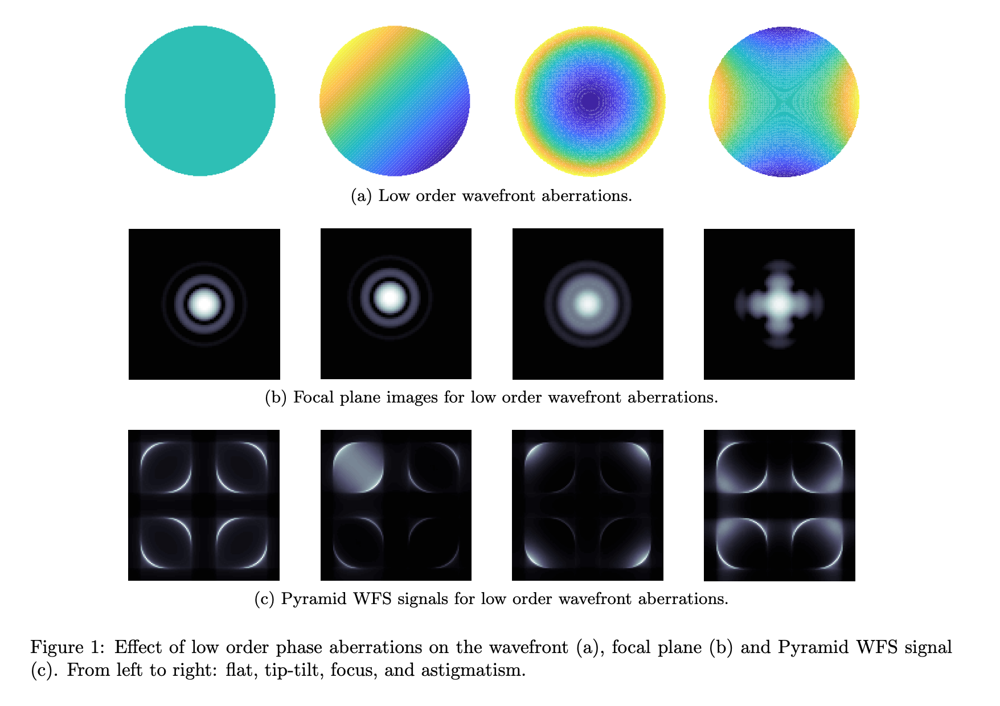 (a) Low order wavefront aberrations.
(b) Focal plane images for low order wavefront aberrations.
(c) Pyramid WFS signals for low order wavefront aberrations.
Figure 1: Effect of low order phase aberrations on the wavefront (a), focal plane (b) and Pyramid WFS signal
(c). From left to right: flat, tip-tilt, focus, and astigmatism.